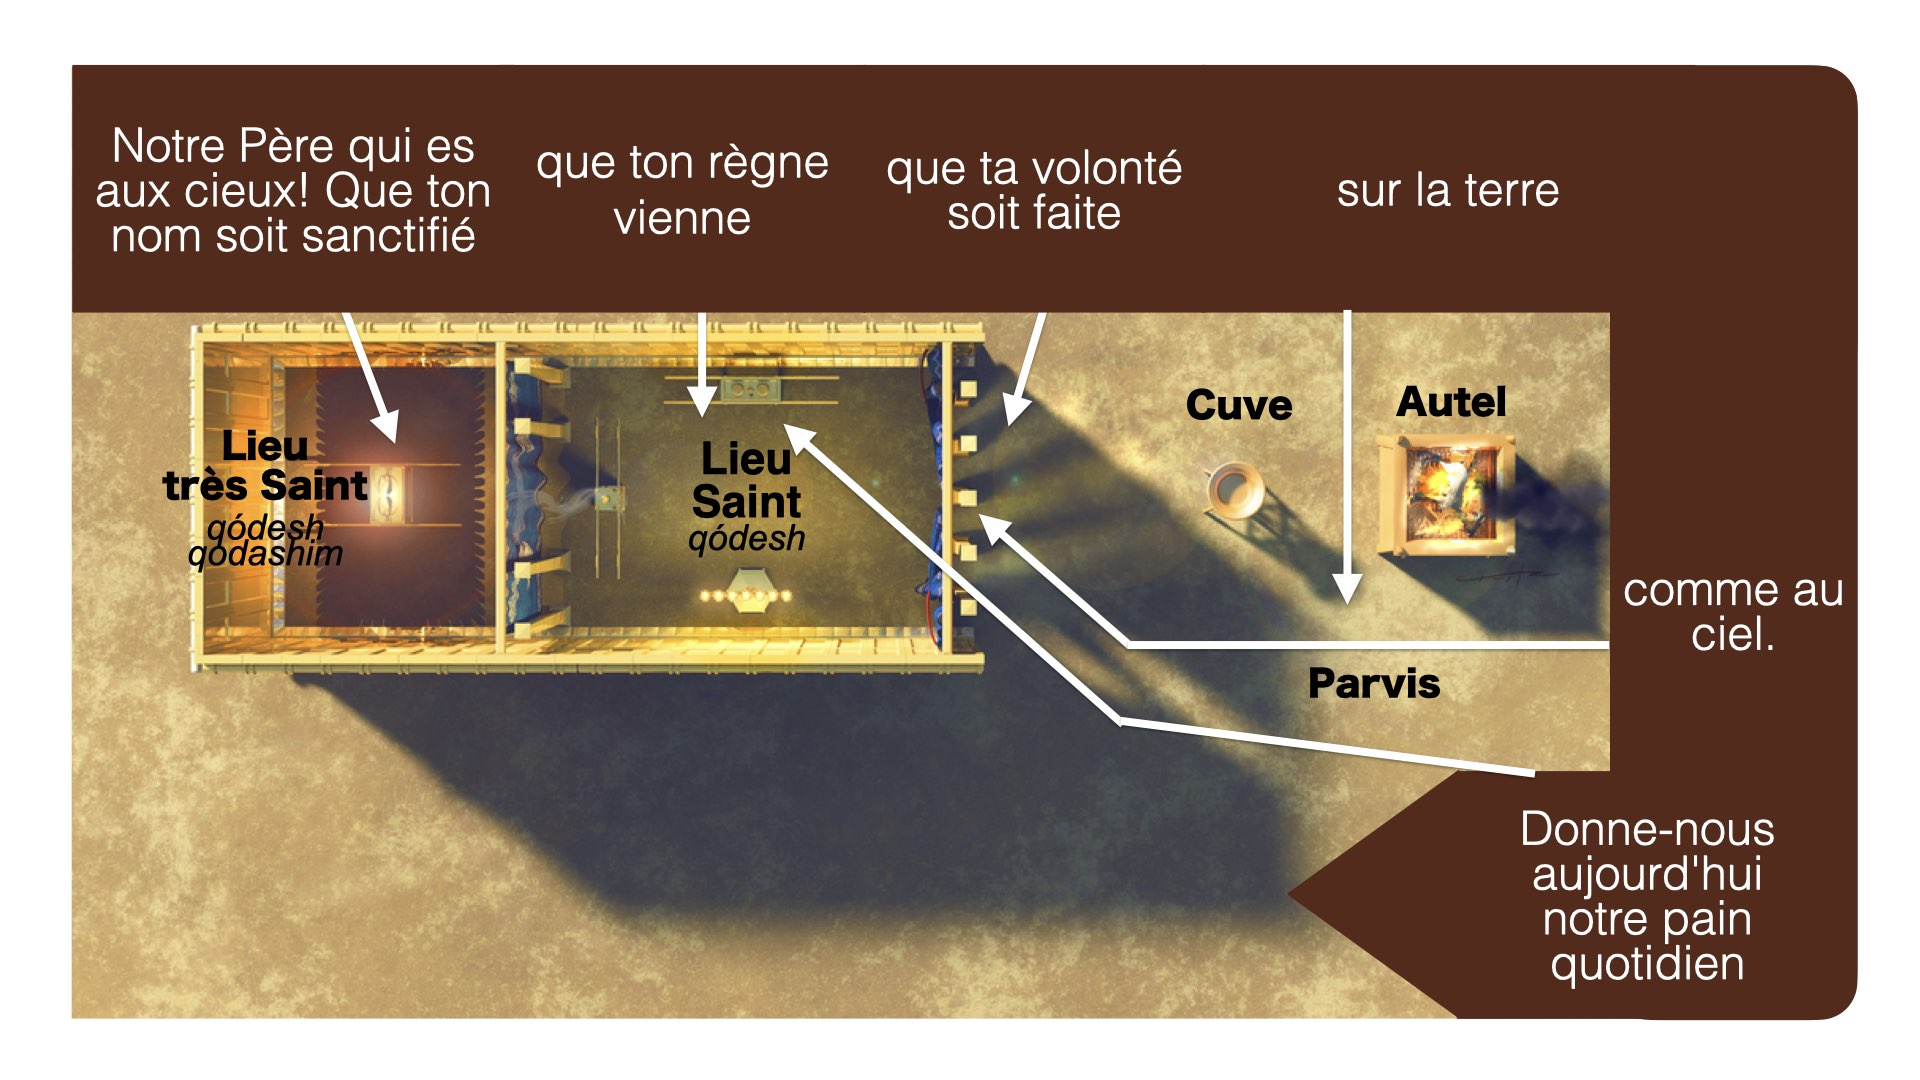 Notre Père qui es
aux cieux! Que ton
nom soit sanctifié
que ton règne
vienne
que ta volonté
soit faite
sur la terre
Cuve
Autel
Lieu
très Saint
qódesh
qodashim
Lieu
Saint
qódesh
comme au
ciel.
Parvis
Donne-nous
aujourd'hui
notre pain
quotidien